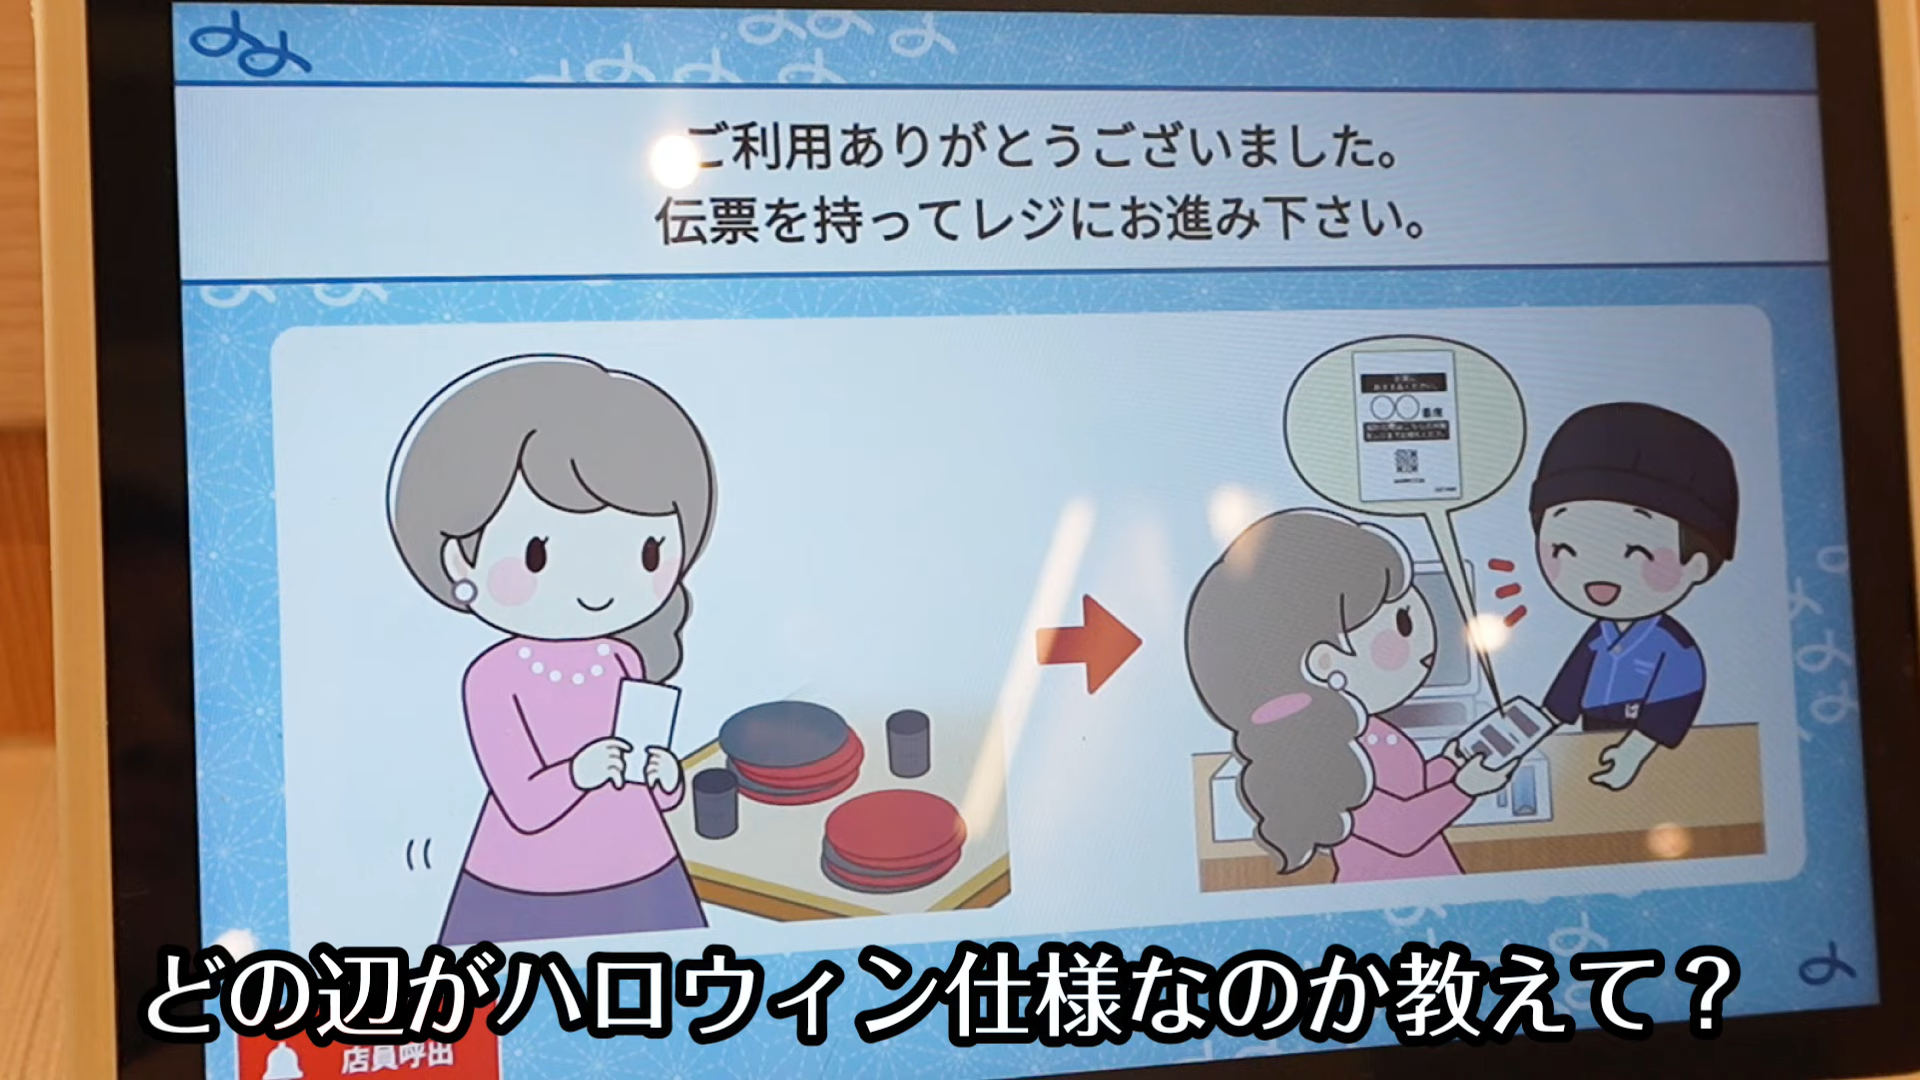 ご利用ありがとうございました。
伝票を持ってレジにお進み下さい。
番席
どの辺がハロウィン仕様なのか教えて？
店員呼出